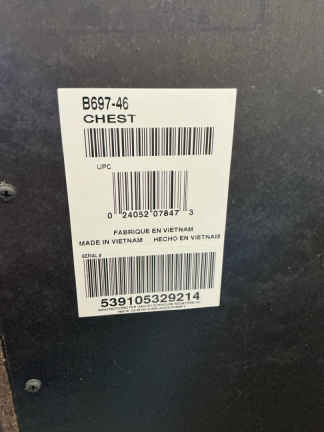 B697-46
CHEST
UPC
0 24052 07847 3
FABRIQUE EN VIETNAM
MADE IN VIETNAM HECHO EN VIETNAM
SERIAL #
539105329214